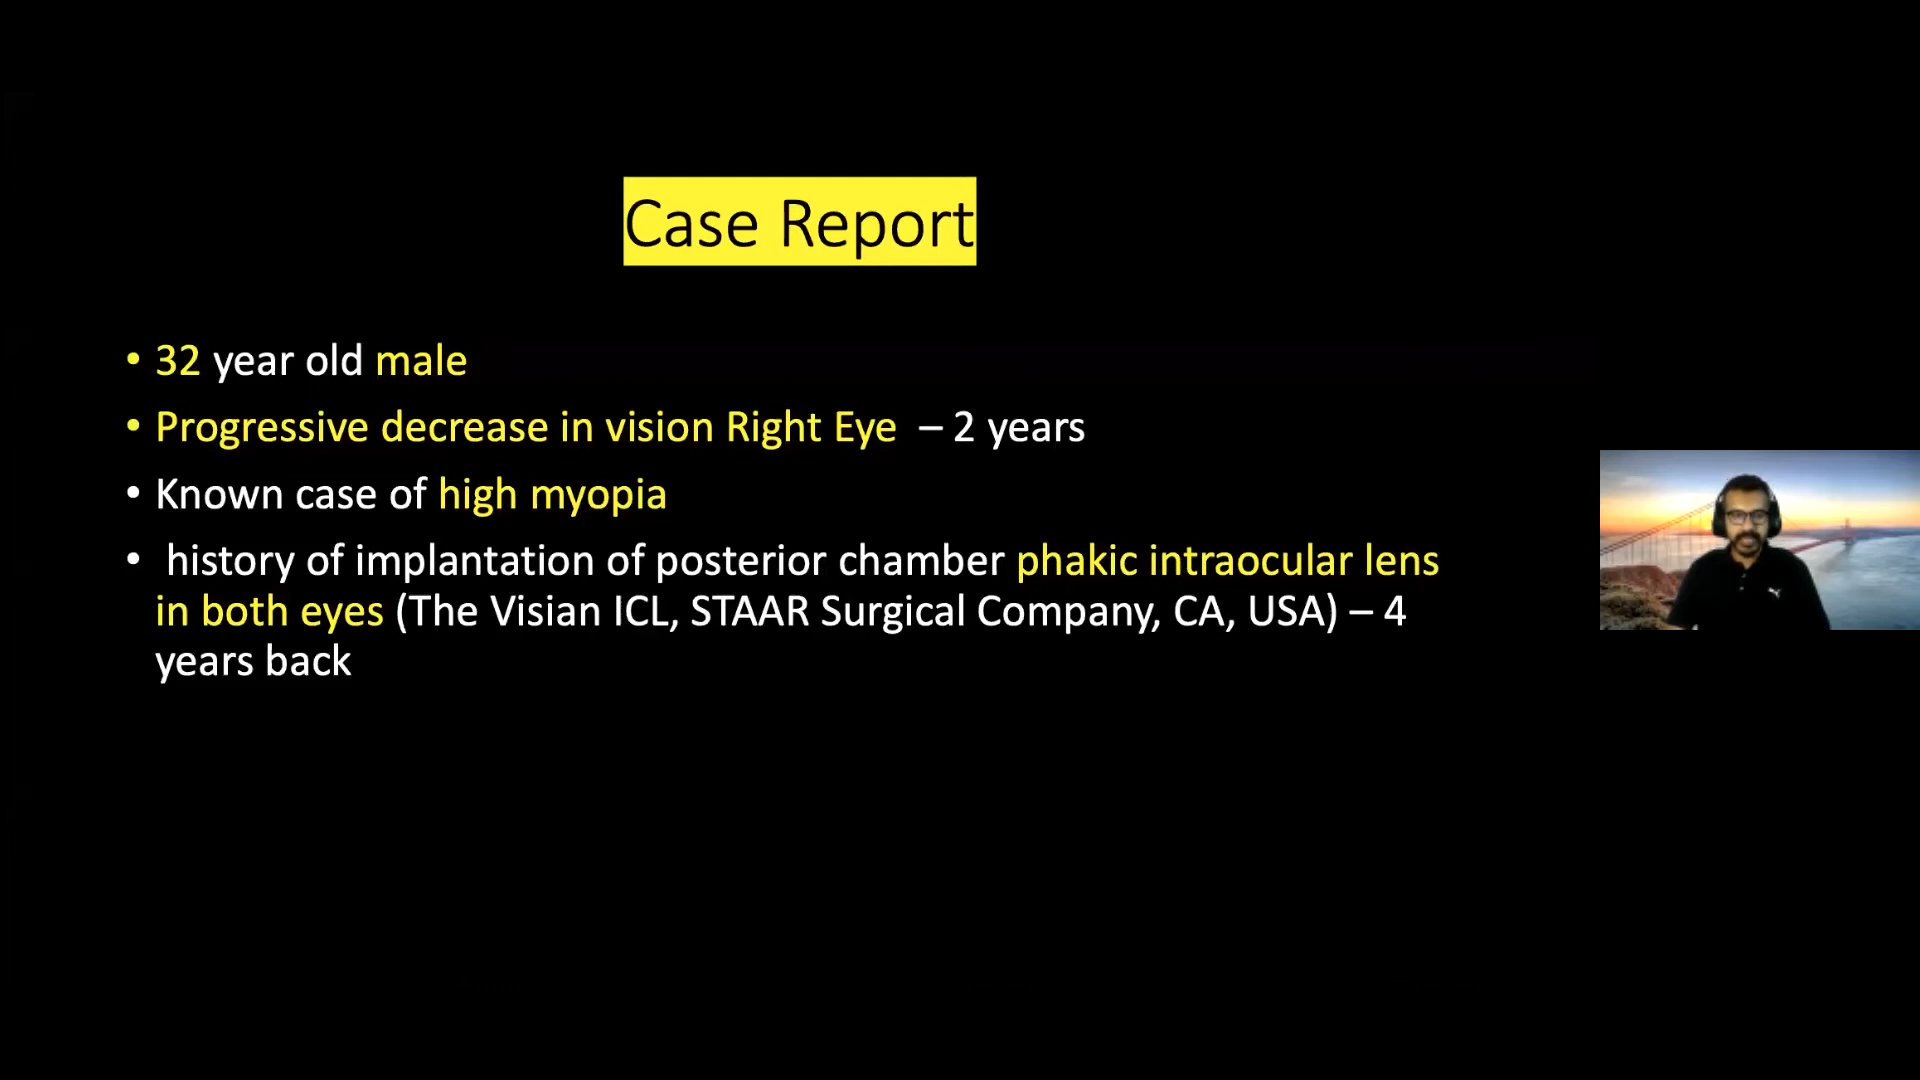 Case Report
• 32 year old male
• Progressive decrease in vision Right Eye – 2 years
• Known case of high myopia
• history of implantation of posterior chamber phakic intraocular lens
in both eyes (The Visian ICL, STAAR Surgical Company, CA, USA) – 4
years back